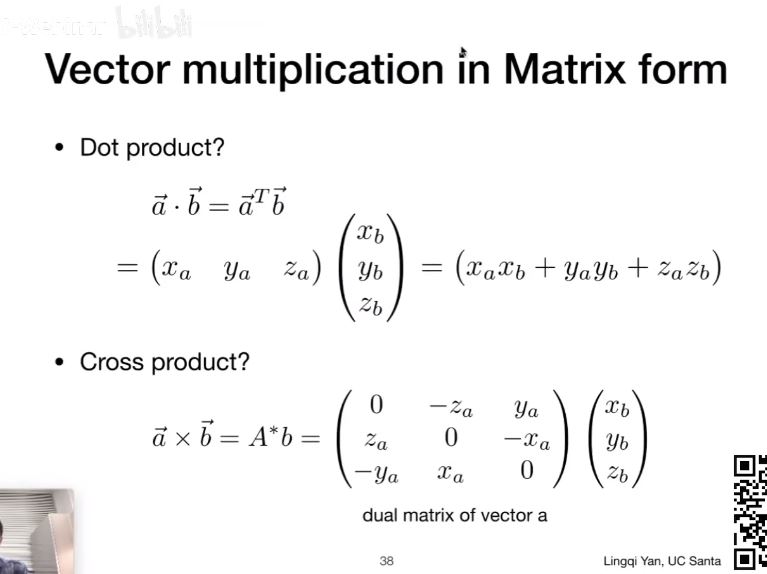 bilibili
Vector multiplication in Matrix form
• Dot product?
\vec{a} \cdot \vec{b} = \vec{a}^T \vec{b}
= \begin{pmatrix} x_a & y_a & z_a \end{pmatrix} \begin{pmatrix} x_b \\ y_b \\ z_b \end{pmatrix} = \begin{pmatrix} x_a x_b + y_a y_b + z_a z_b \end{pmatrix}
• Cross product?
\vec{a} \times \vec{b} = A^* b = \begin{pmatrix} 0 & -z_a & y_a \\ z_a & 0 & -x_a \\ -y_a & x_a & 0 \end{pmatrix} \begin{pmatrix} x_b \\ y_b \\ z_b \end{pmatrix}
dual matrix of vector a
38
Lingqi Yan, UC Santa